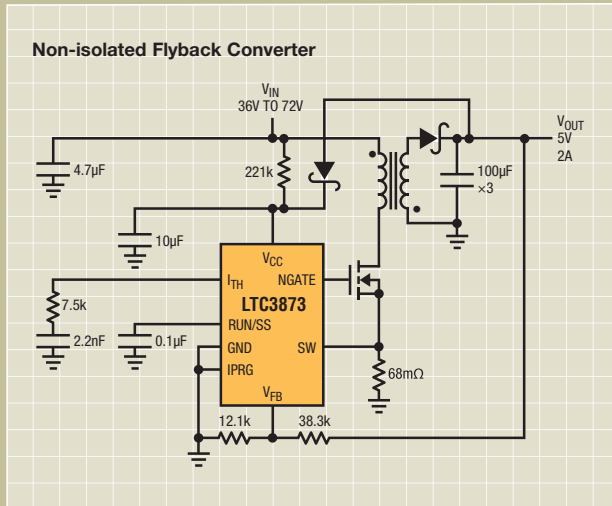 Non-isolated Flyback Converter
VIN
36V TO 72V
VOUT
5V
2A
4.7µF
221k
100µF
×3
10µF
VCC
ITH
NGATE
LTC3873
7.5k
RUN/SS
2.2nF
0.1µF
GND
SW
IPRG
68mΩ
VFB
12.1k
38.3k